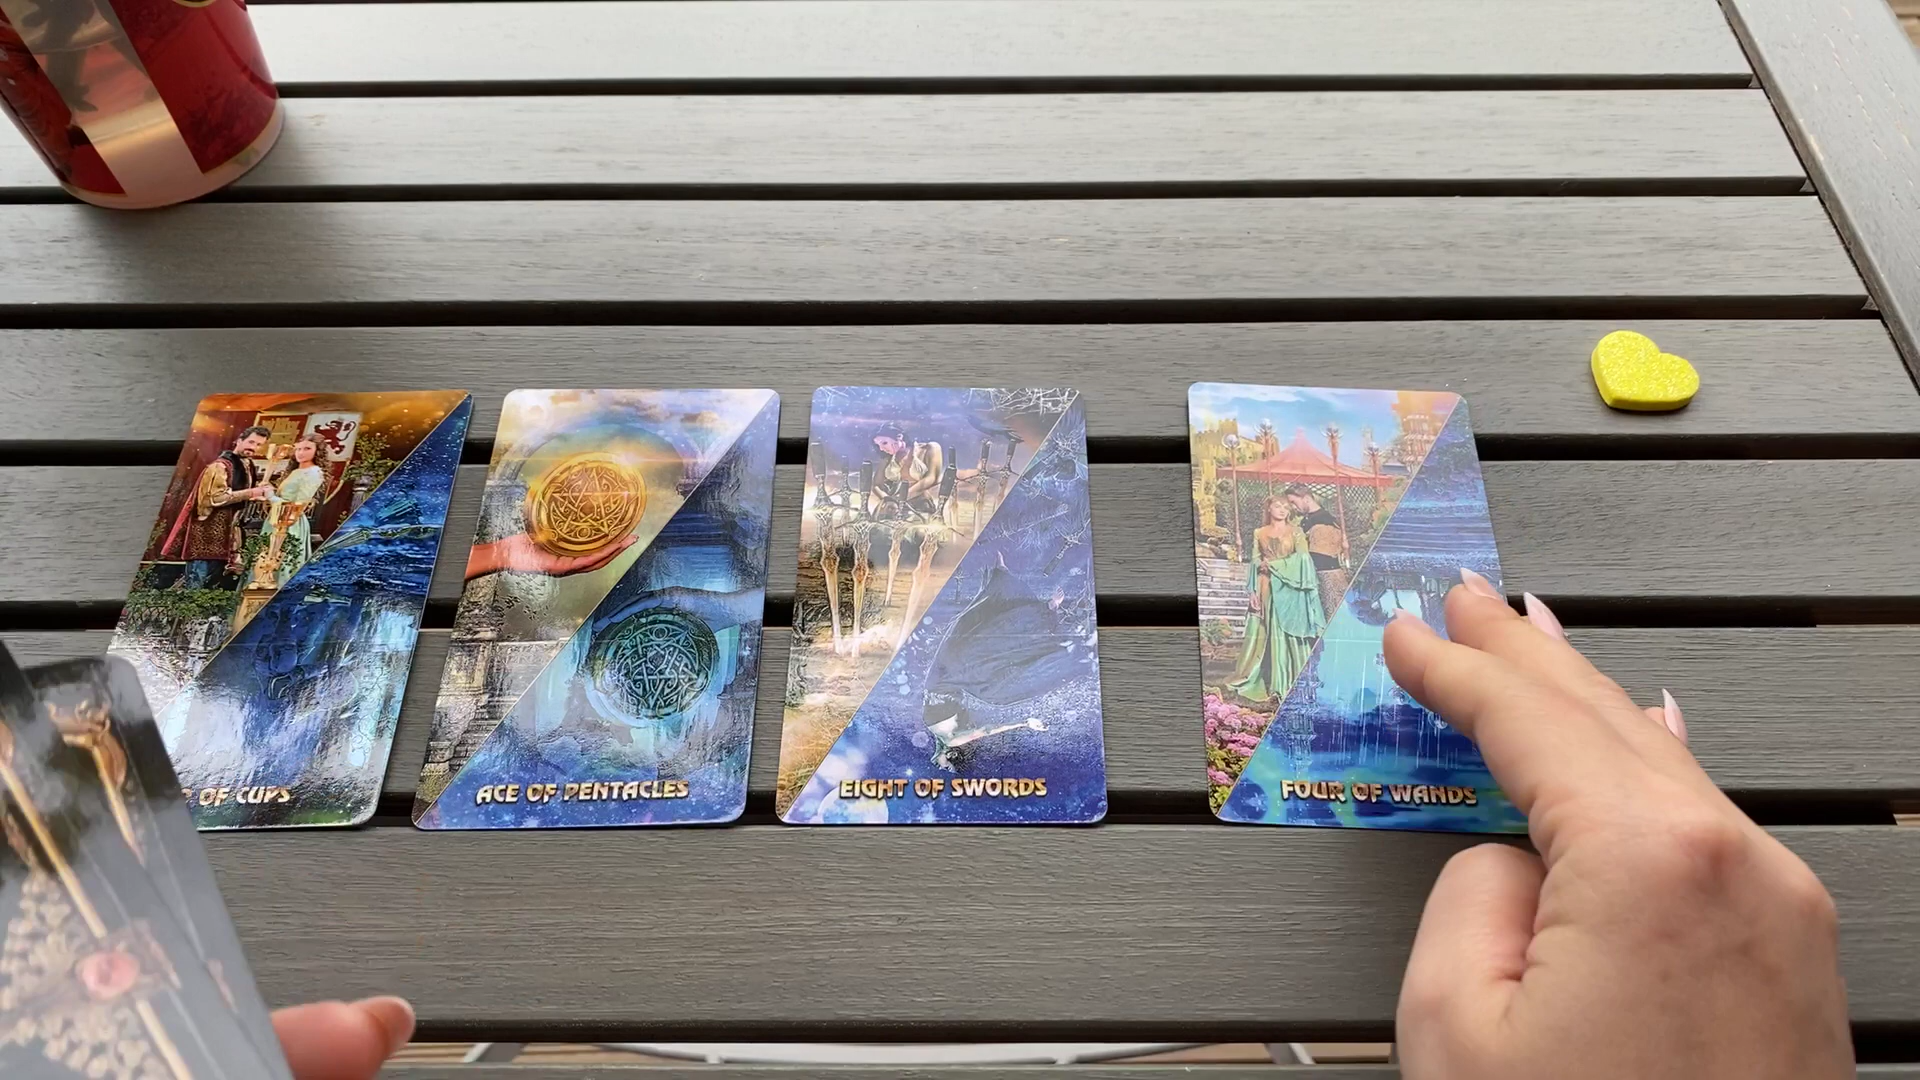 OF CUPS
ACE OF PENTACLES
EIGHT OF SWORDS
FOUR OF WANDS